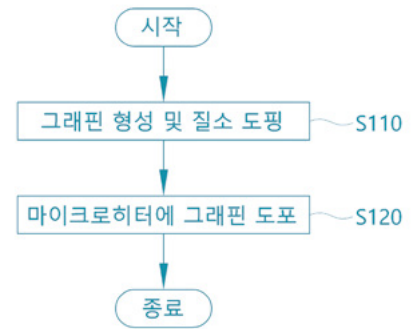 시작
그래핀 형성 및 질소 도핑 S110
마이크로히터에 그래핀 도포 S120
종료